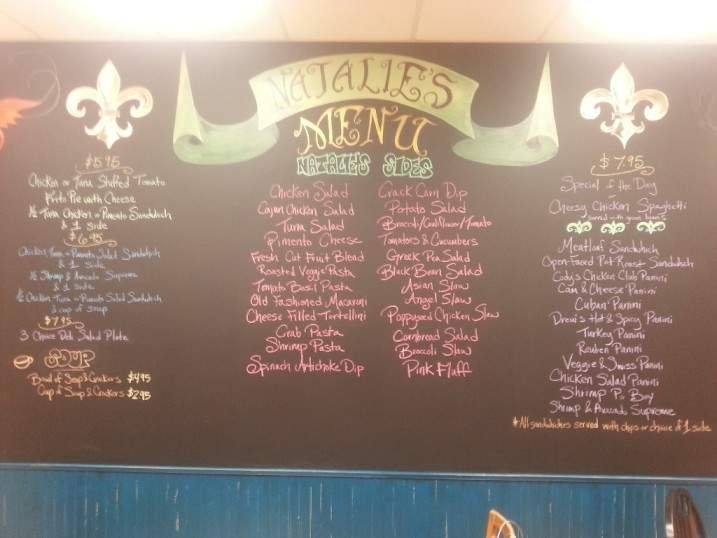 NATALIE'S
MENU
NATALIE'S SIDES
$5.95
Chicken or Tuna Stuffed Tomato
Pie with Cheese
1/2 Tuna Chicken or Pimento Sandwich
& 1 side
$6.95
Chicken Tuna or Pimento Salad Sandwich
& 1 side
1/2 Shrimp & Avocado Supreme
& 1 side
1/2 Chicken Tuna or Pimento Salad Sandwich
& cup of soup
$7.95
3 Choice Deli Salad Plate
SOUP
Bowl of Soup & Crackers $4.95
Cup of Soup & Crackers $2.95
Chicken Salad
Cajun Chicken Salad
Tuna Salad
Pimento Cheese
Fresh Cut Fruit Blend
Roasted Veggie Pasta
Tomato Basil Pasta
Old Fashioned Macaroni
Cheese Filled Tortellini
Crab Pasta
Shrimp Pasta
Spinach Artichoke Dip
Crack Corn Dip
Potato Salad
Broccoli/Cauliflower/Tomato
Tomatoes & Cucumbers
Green Pea Salad
Black Bean Salad
Asian Slaw
Angel Slaw
Poppyseed Chicken Slaw
Cornbread Salad
Broccoli Slaw
Pink Fluff
$7.95
Special of the Day
Cheesy Chicken Spaghetti
served with green beans
Meatloaf Sandwich
Open-Faced Pot Roast Sandwich
Cody's Chicken Club Panini
Ham & Cheese Panini
Cuban Panini
Drew's Hot & Spicy Panini
Turkey Panini
Reuben Panini
Veggie & Swiss Panini
Chicken Salad Panini
Shrimp Po Boy
Shrimp & Avocado Supreme
*All sandwiches served with chips or choice of 1 side